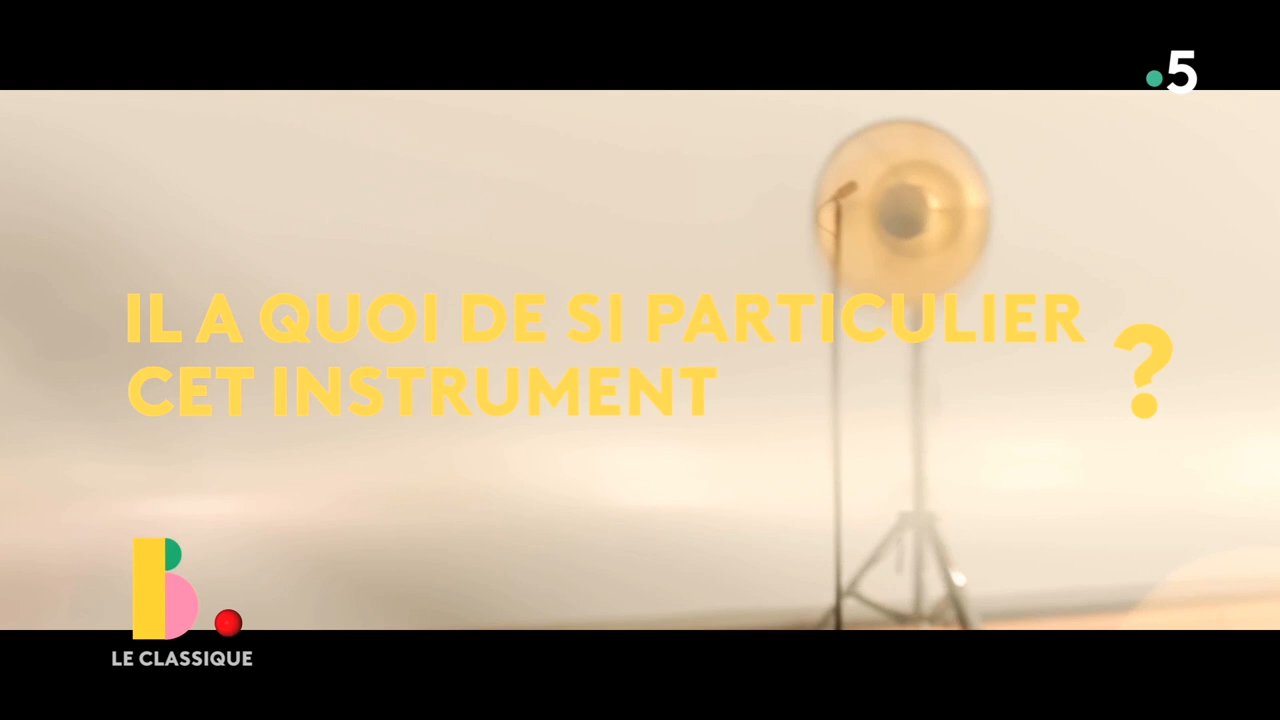 5
IL A QUOI DE SI PARTICULIER
CET INSTRUMENT ?
B.
LE CLASSIQUE